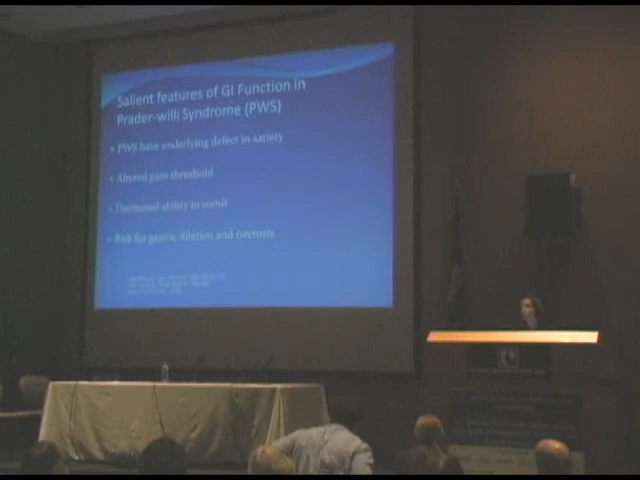 Salient features of GI Function in
Prader-willi Syndrome (PWS)
• PWS have underlying defect in satiety
• Altered pain threshold
• Decreased ability to vomit
• Risk for gastric dilation and necrosis